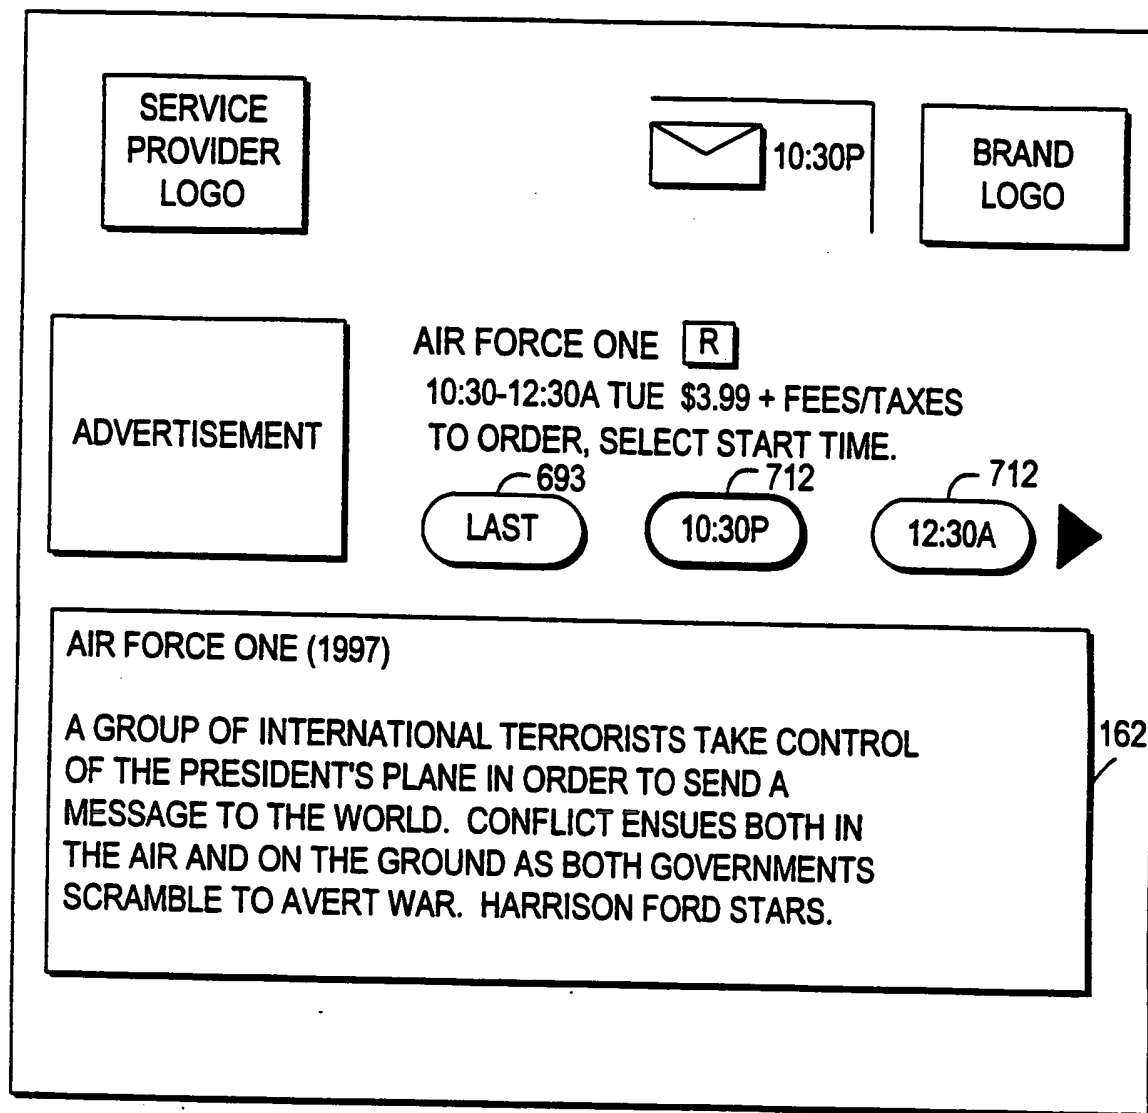 SERVICE
PROVIDER
LOGO
10:30P
BRAND
LOGO
ADVERTISEMENT
AIR FORCE ONE R
10:30-12:30A TUE $3.99 + FEES/TAXES
TO ORDER, SELECT START TIME.
693 712 712
LAST 10:30P 12:30A
AIR FORCE ONE (1997)
A GROUP OF INTERNATIONAL TERRORISTS TAKE CONTROL
OF THE PRESIDENT'S PLANE IN ORDER TO SEND A
MESSAGE TO THE WORLD. CONFLICT ENSUES BOTH IN
THE AIR AND ON THE GROUND AS BOTH GOVERNMENTS
SCRAMBLE TO AVERT WAR. HARRISON FORD STARS.
162